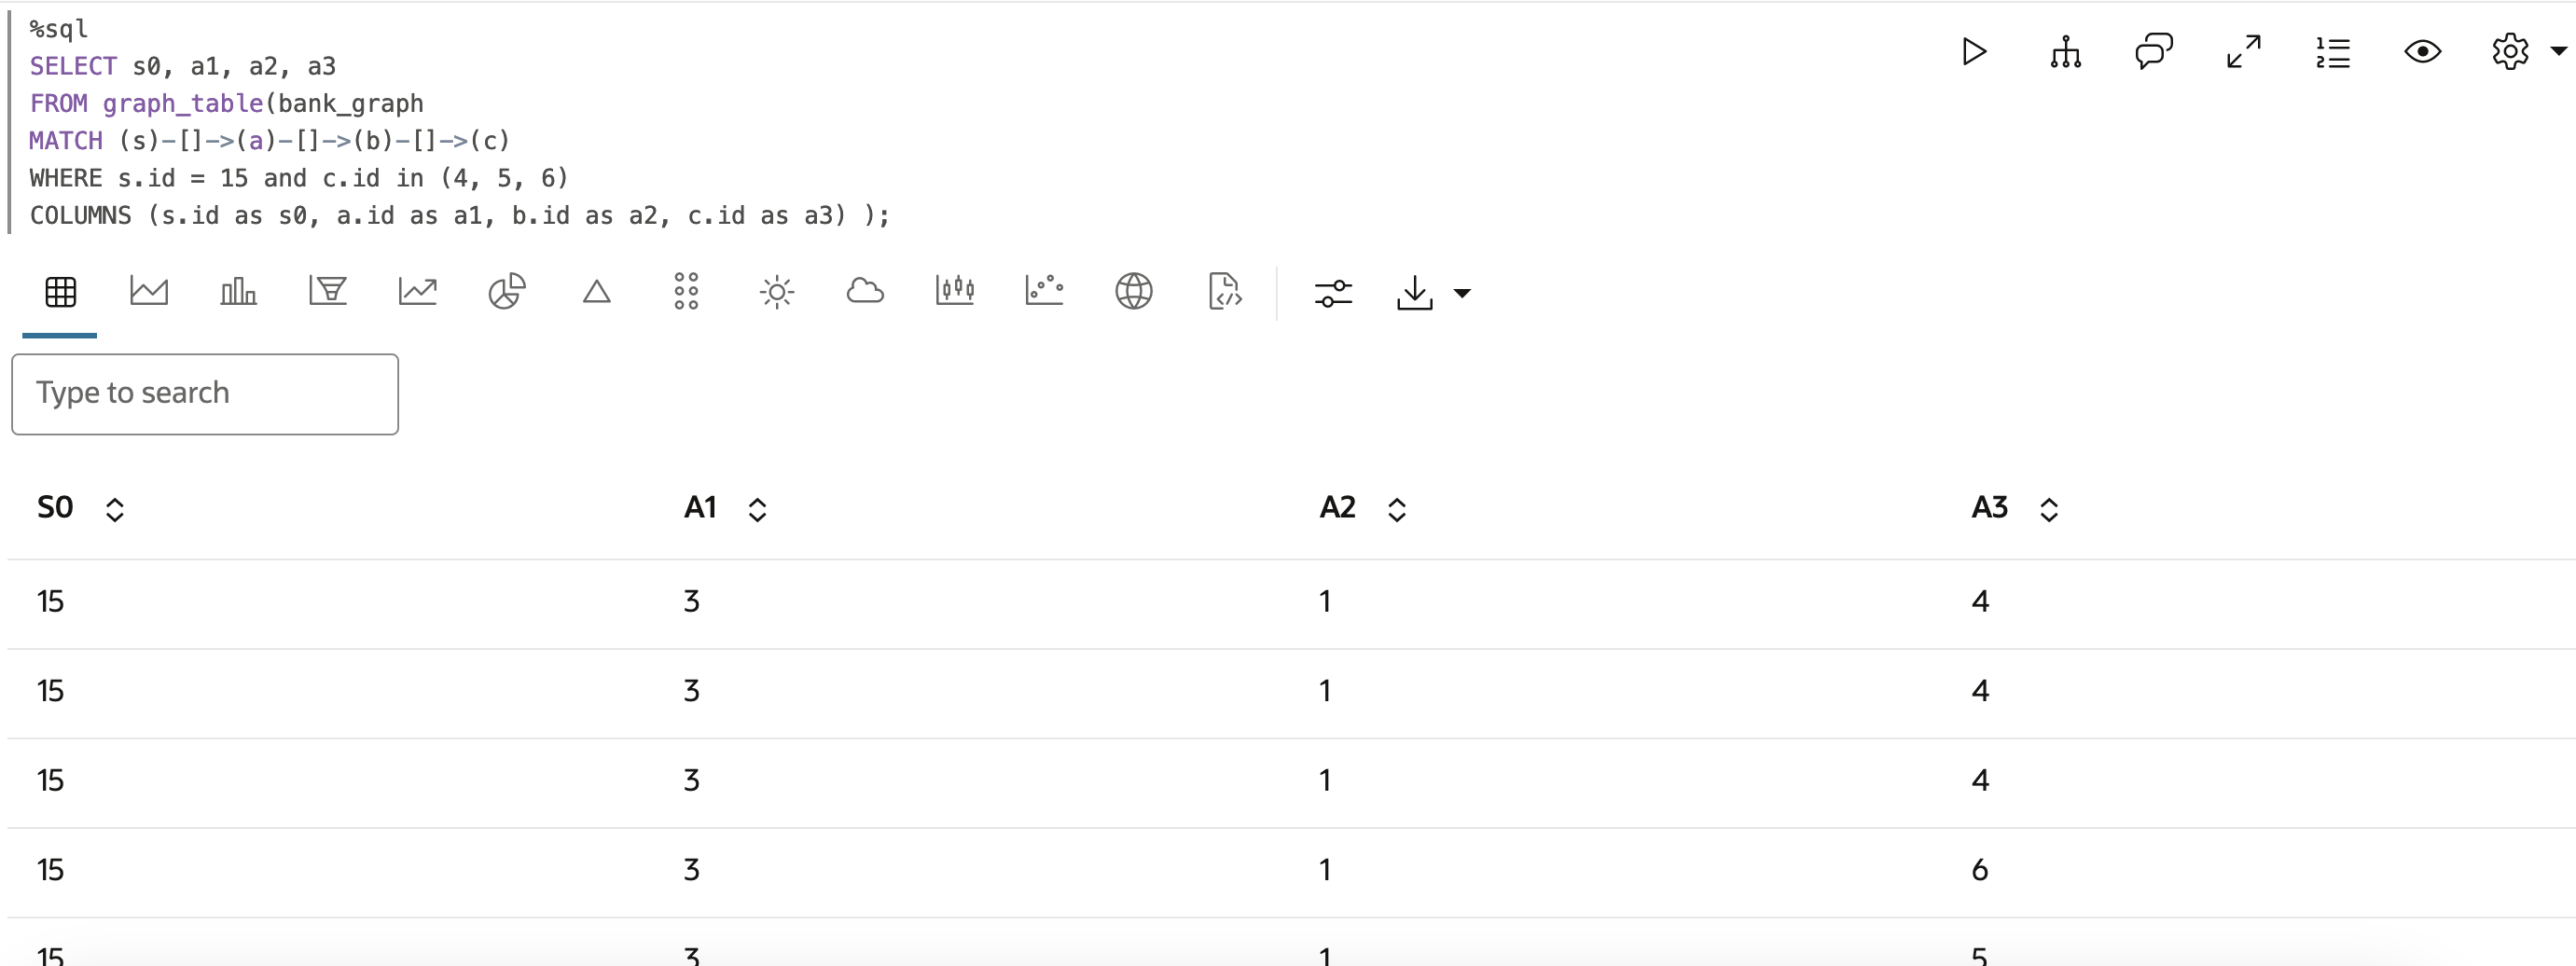 %sql
SELECT s0, a1, a2, a3
FROM graph_table(bank_graph
MATCH (s)-[]->(a)-[]->(b)-[]->(c)
WHERE s.id = 15 and c.id in (4, 5, 6)
COLUMNS (s.id as s0, a.id as a1, b.id as a2, c.id as a3) );
Type to search
S0 A1 A2 A3
15 3 1 4
15 3 1 4
15 3 1 4
15 3 1 6
15 3 1 5